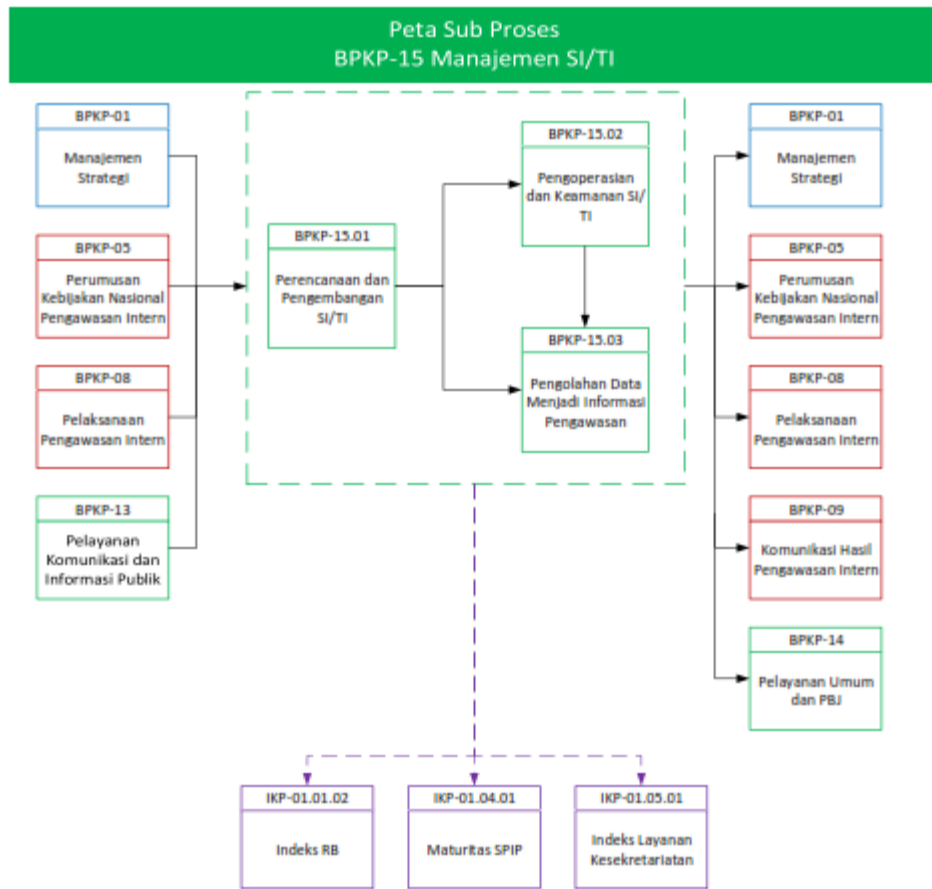 Peta Sub Proses
BPKP-15 Manajemen SI/TI
BPKP-01
Manajemen
Strategi
BPKP-05
Perumusan
Kebijakan Nasional
Pengawasan Intern
BPKP-08
Pelaksanaan
Pengawasan Intern
BPKP-13
Pelayanan
Komunikasi dan
Informasi Publik
BPKP-15.01
Perencanaan dan
Pengembangan
SI/TI
BPKP-15.02
Pengoperasian
dan Keamanan SI/
TI
BPKP-15.03
Pengolahan Data
Menjadi Informasi
Pengawasan
BPKP-01
Manajemen
Strategi
BPKP-05
Perumusan
Kebijakan Nasional
Pengawasan Intern
BPKP-08
Pelaksanaan
Pengawasan Intern
BPKP-09
Komunikasi Hasil
Pengawasan Intern
BPKP-14
Pelayanan Umum
dan PBJ
IKP-01.01.02
Indeks RB
IKP-01.04.01
Maturitas SPIP
IKP-01.05.01
Indeks Layanan
Kesekretariatan